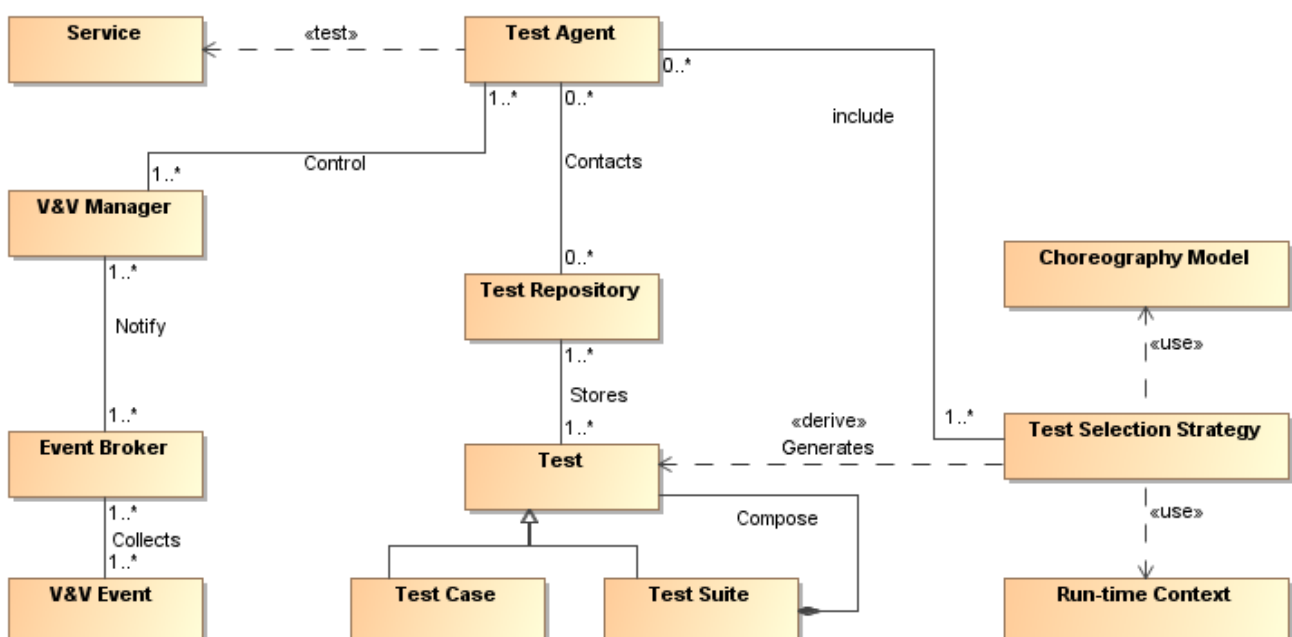 Service
«test»
Test Agent
0..*
1..*
0..*
include
Control
Contacts
1..*
V&V Manager
1..*
0..*
Choreography Model
Test Repository
Notify
«use»
1..*
Stores
1..*
1..*
«derive»
1..*
Event Broker
Test
Generates
Test Selection Strategy
1..*
Compose
«use»
Collects
1..*
V&V Event
Test Case
Test Suite
Run-time Context